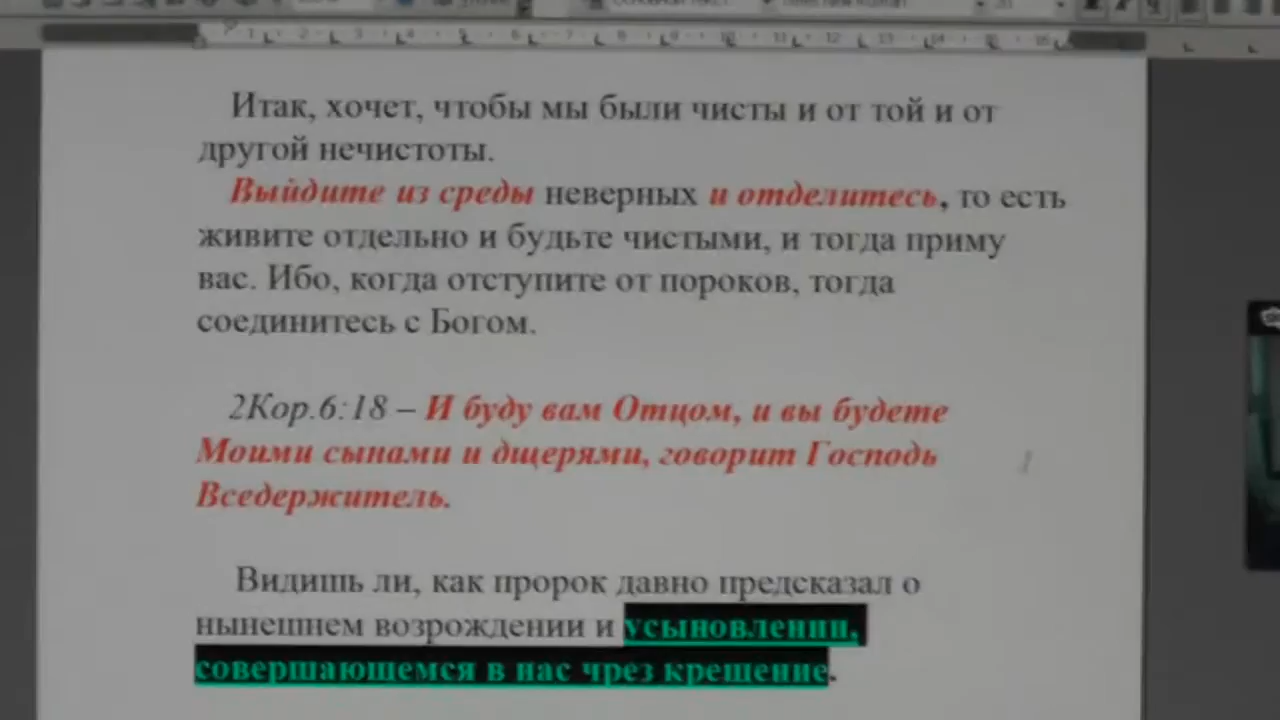 Итак, хочет, чтобы мы были чисты и от той и от
другой нечистоты.
Выйдите из среды неверных и отделитесь, то есть
живите отдельно и будьте чистыми, и тогда приму
вас. Ибо, когда отступите от пороков, тогда
соединитесь с Богом.
2Кор.6:18 – И буду вам Отцом, и вы будете
Моими сынами и дщерями, говорит Господь
Вседержитель.
Видишь ли, как пророк давно предсказал о
нынешнем возрождении и усыновлении,
совершающемся в нас чрез крещение.